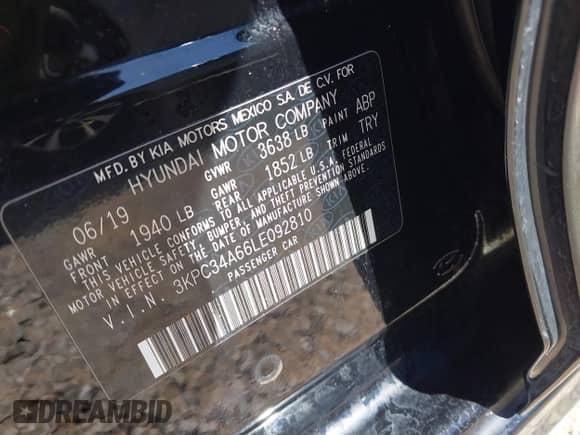 MFD. BY KIA MOTORS MEXICO S.A. DE C.V. FOR
HYUNDAI MOTOR COMPANY
06/19 GVWR 3638 LB PAINT ABP
GAWR FRONT 1940 LB GAWR REAR 1852 LB TRIM TRY
THIS VEHICLE CONFORMS TO ALL APPLICABLE U.S.A. FEDERAL
MOTOR VEHICLE SAFETY, BUMPER, AND THEFT PREVENTION STANDARDS
IN EFFECT ON THE DATE OF MANUFACTURE SHOWN ABOVE.
V.I.N. 3KPC34A66LE092810
PASSENGER CAR
DREAMBID